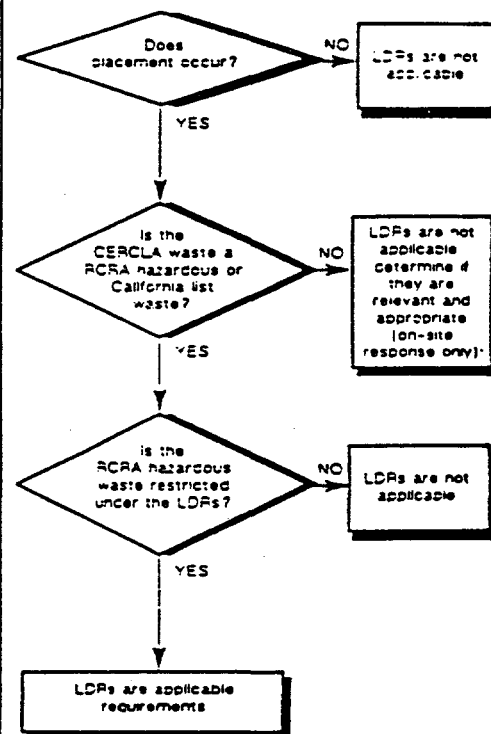 Does
placement occur?
NO
LDRs are not
applicable
YES
Is the
CERCLA waste a
RCRA hazardous or
California list
waste?
NO
LDRs are not
applicable
determine if
they are
relevant and
appropriate
(on-site
response only)*
YES
Is the
RCRA hazardous
waste restricted
under the LDRs?
NO
LDRs are not
applicable
YES
LDRs are applicable
requirements